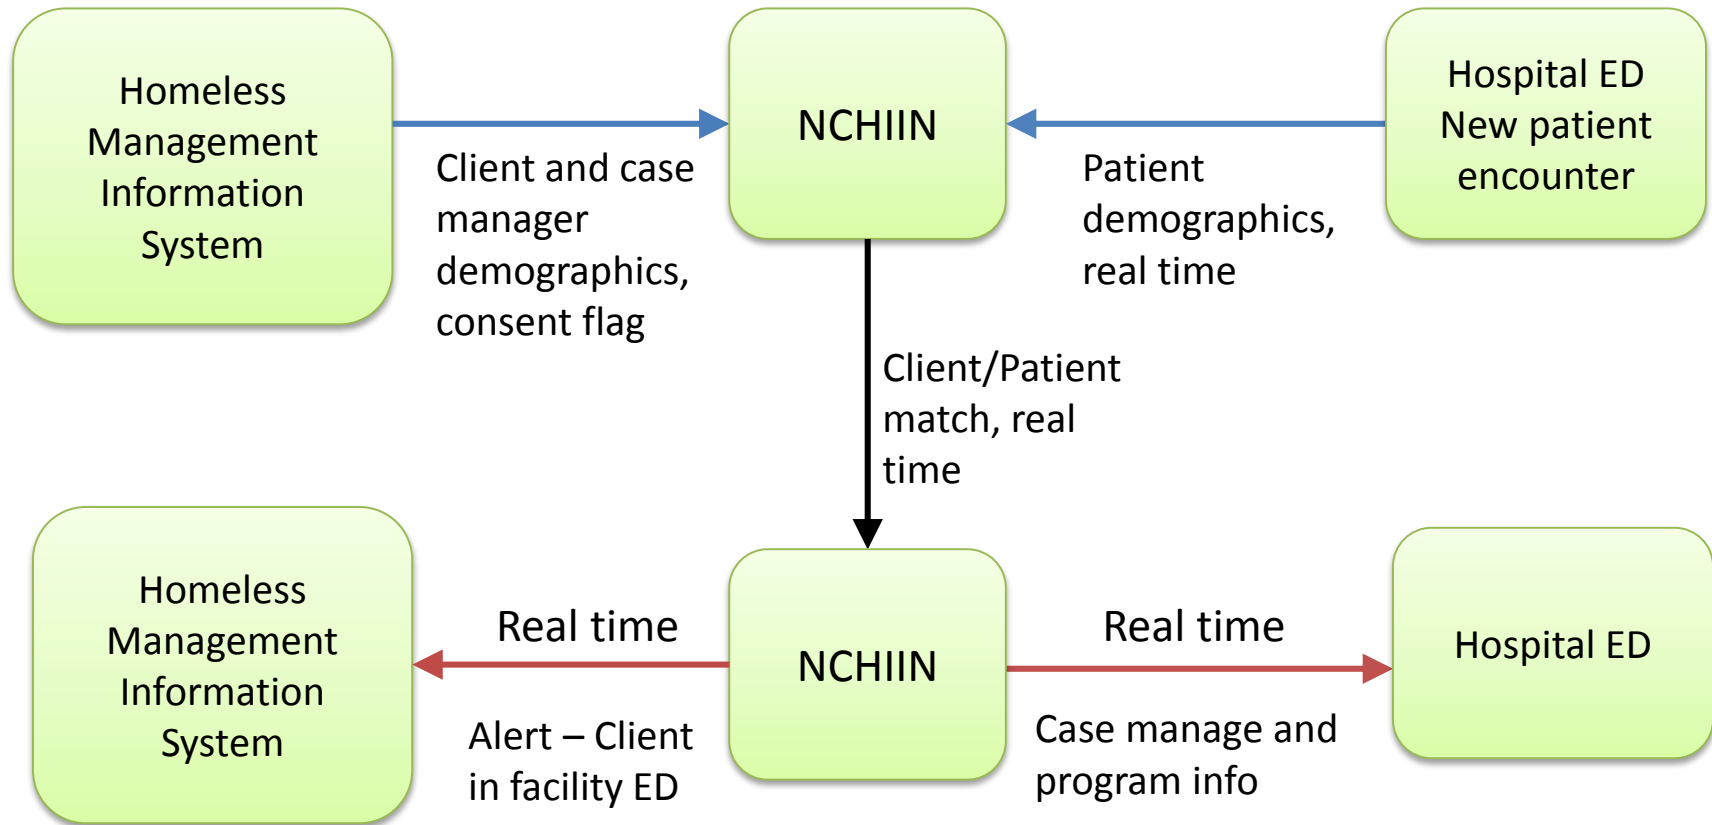 Homeless
Management
Information
System
Client and case
manager
demographics,
consent flag
NCHIIN
Patient
demographics,
real time
Hospital ED
New patient
encounter
Client/Patient
match, real
time
Homeless
Management
Information
System
Real time
Alert – Client
in facility ED
NCHIIN
Real time
Case manage and
program info
Hospital ED